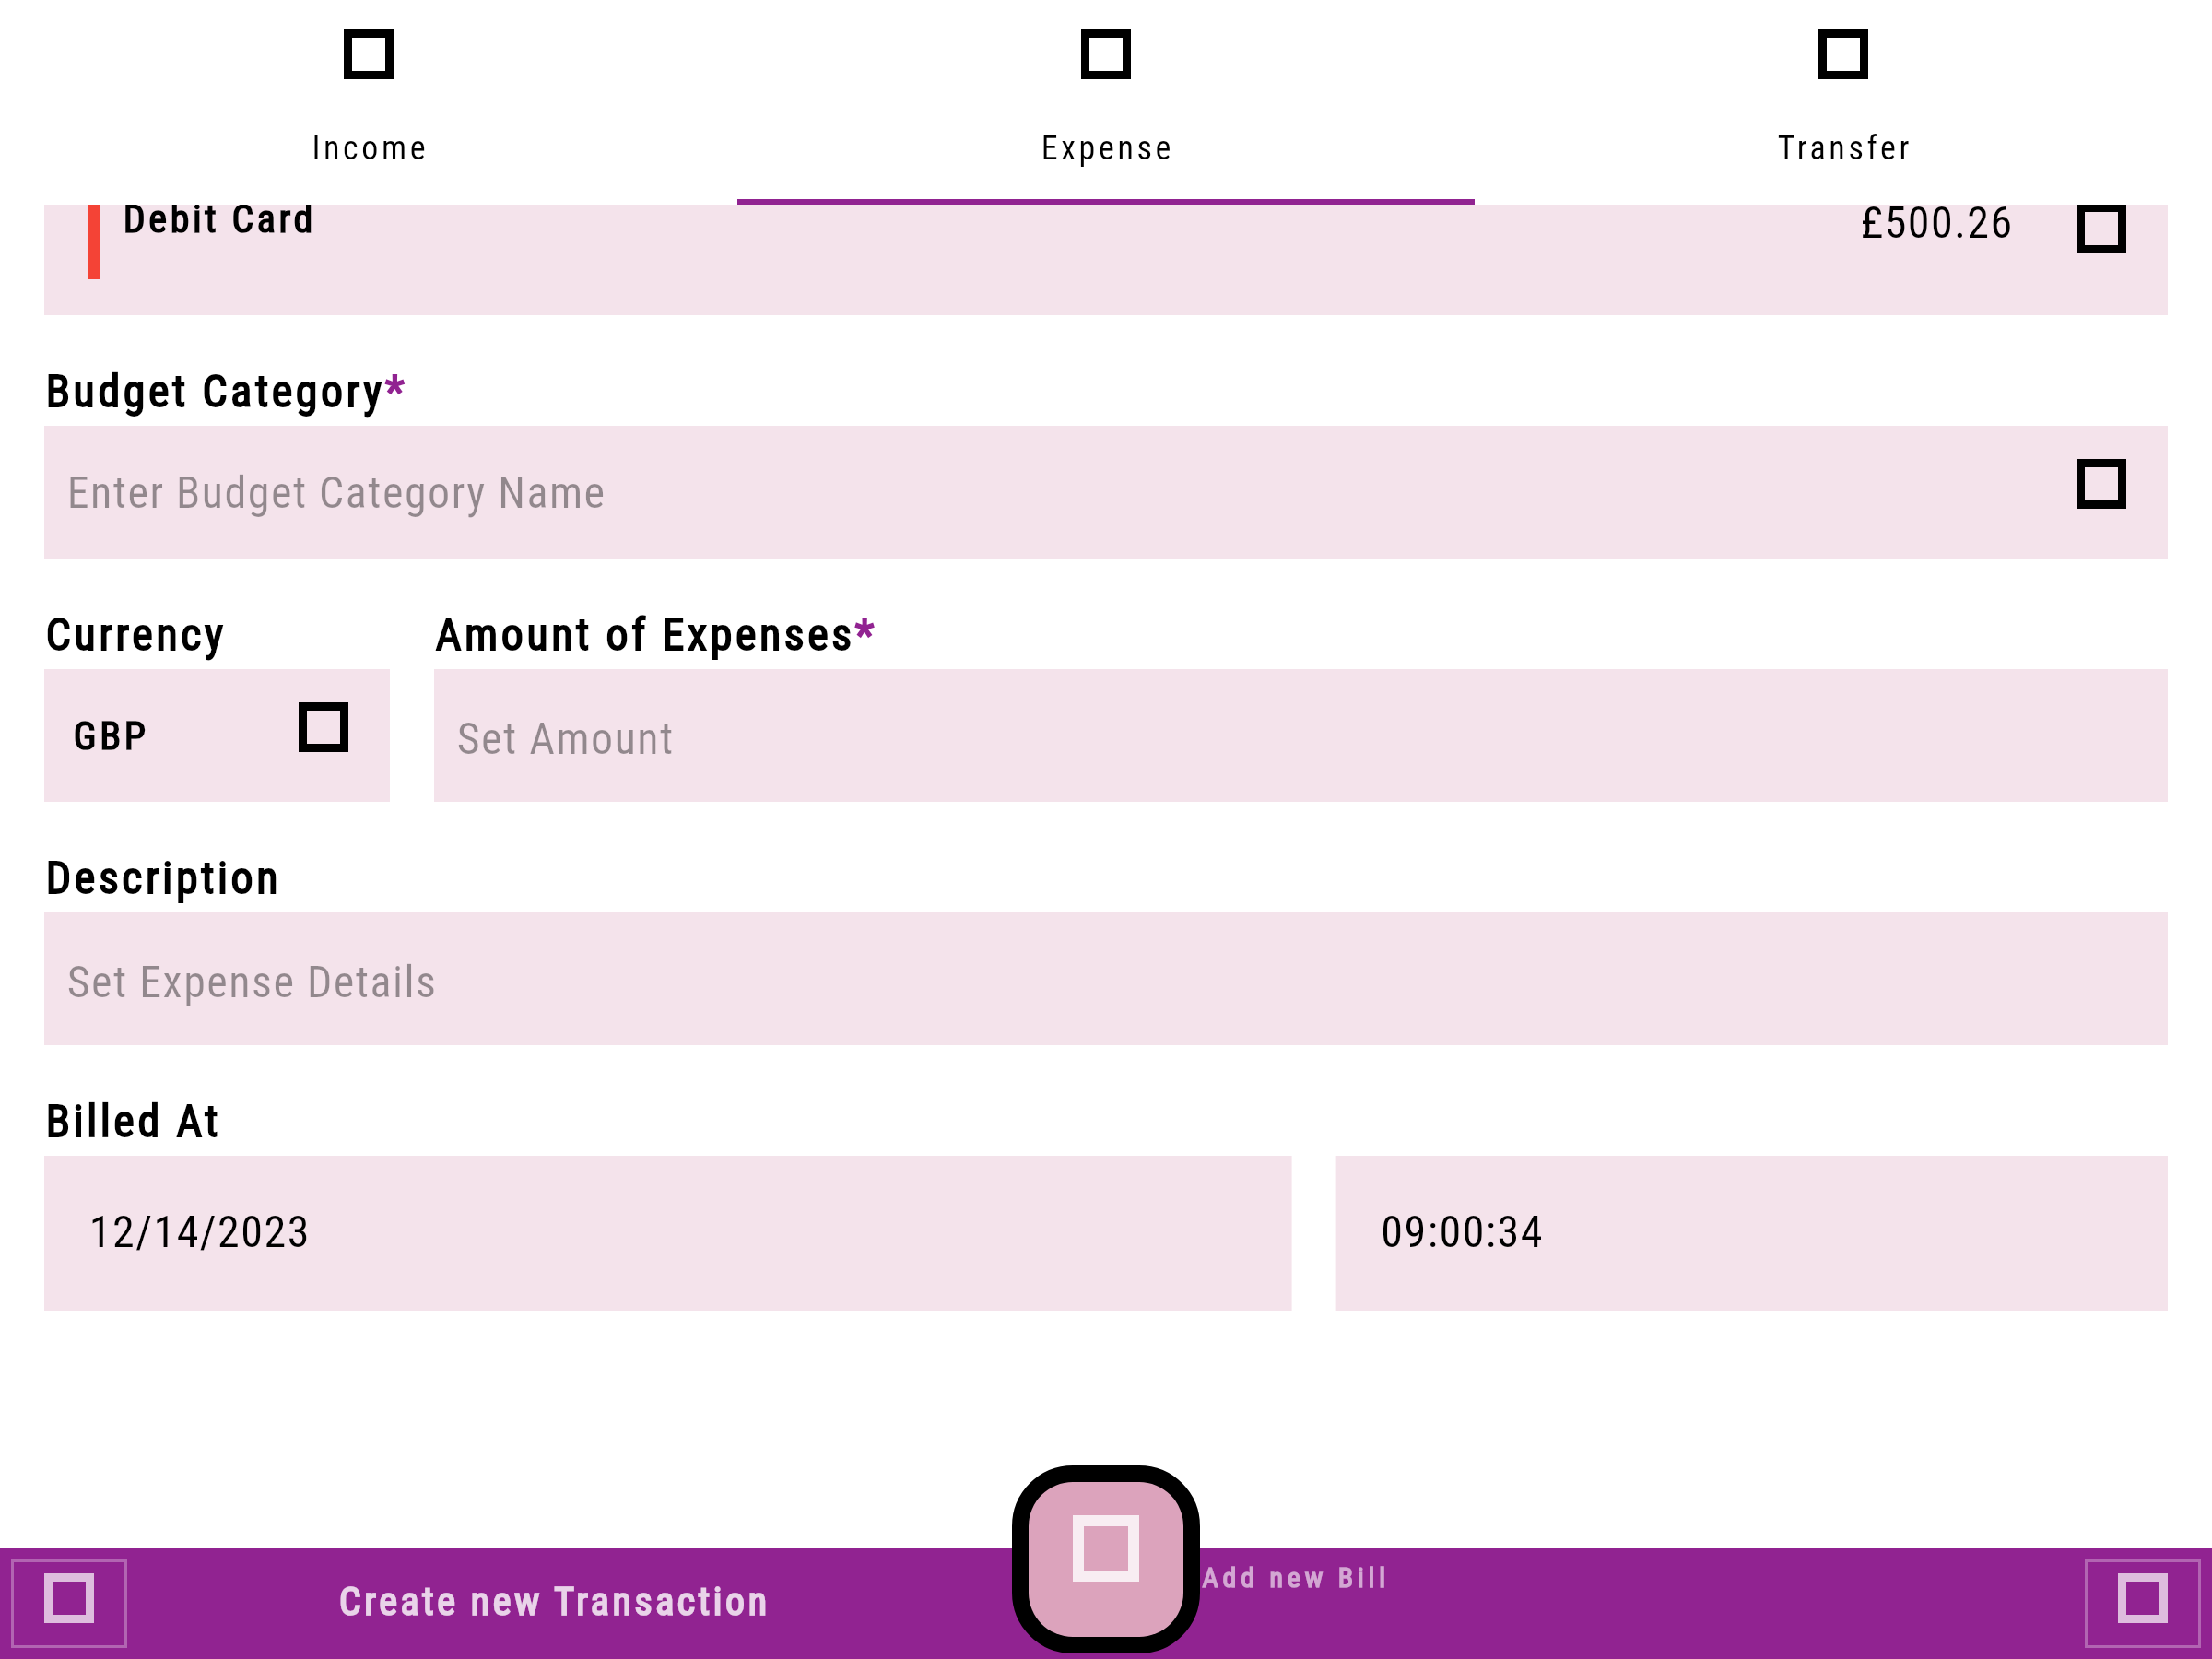 Income
Expense
Transfer
Debit Card
£500.26
Budget Category*
Enter Budget Category Name
Currency
Amount of Expenses*
GBP
Set Amount
Description
Set Expense Details
Billed At
12/14/2023
09:00:34
Create new Transaction
Add new Bill